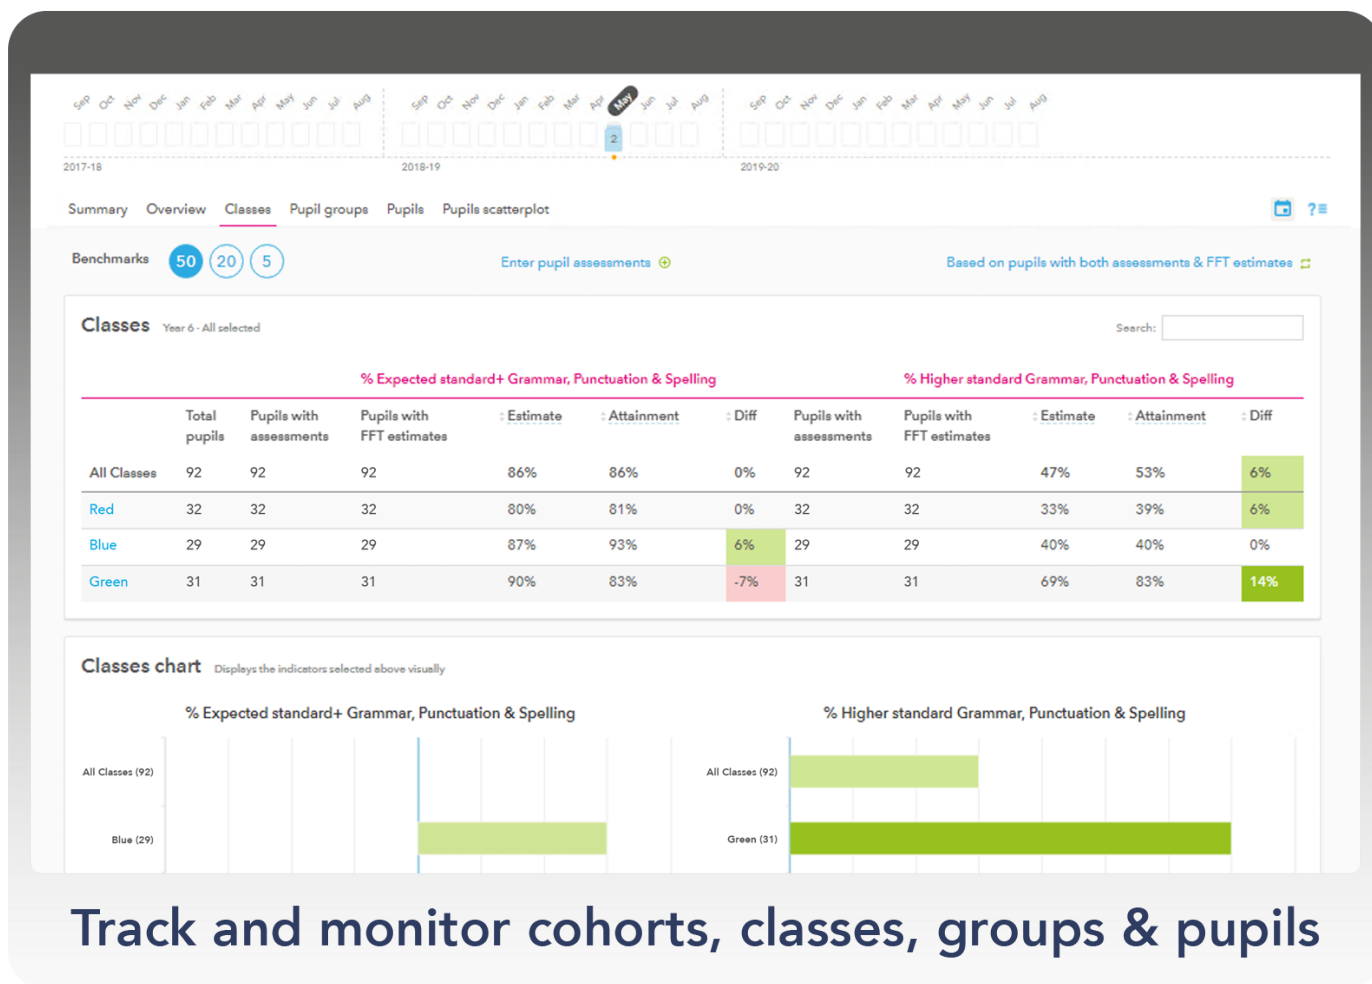 Sep Oct Nov Dec Jan Feb Mar Apr May Jun Jul Aug Sep Oct Nov Dec Jan Feb Mar Apr May Jun Jul Aug Sep Oct Nov Dec Jan Feb Mar Apr May Jun Jul Aug
2
2017-18 2018-19 2019-20
Summary Overview Classes Pupil groups Pupils Pupils scatterplot ?
Benchmarks 50 20 5 Enter pupil assessments Based on pupils with both assessments & FFT estimates
Classes Year 6 - All selected Search:
% Expected standard+ Grammar, Punctuation & Spelling % Higher standard Grammar, Punctuation & Spelling
Total Pupils with Pupils with Estimate Attainment Diff Pupils with Pupils with Estimate Attainment Diff
pupils assessments FFT estimates assessments FFT estimates
All Classes 92 92 92 86% 86% 0% 92 92 47% 53% 6%
Red 32 32 32 80% 81% 0% 32 32 33% 39% 6%
Blue 29 29 29 87% 93% 6% 29 29 40% 40% 0%
Green 31 31 31 90% 83% -7% 31 31 69% 83% 14%
Classes chart Displays the indicators selected above visually
% Expected standard+ Grammar, Punctuation & Spelling % Higher standard Grammar, Punctuation & Spelling
All Classes (92) All Classes (92)
Blue (29) Green (31)
Track and monitor cohorts, classes, groups & pupils